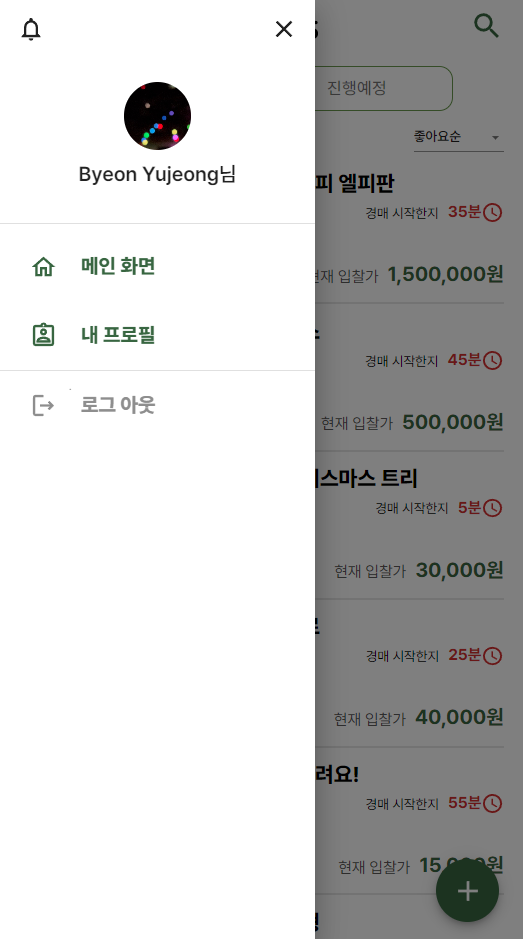 진행예정
좋아요순
Byeon Yujeong님
피 엘피판
경매 시작한지 35분
메인 화면
현재 입찰가 1,500,000원
내 프로필
경매 시작한지 45분
로그 아웃
현재 입찰가 500,000원
스마스 트리
경매 시작한지 5분
현재 입찰가 30,000원
경매 시작한지 25분
현재 입찰가 40,000원
려요!
경매 시작한지 55분
현재 입찰가 15,000원